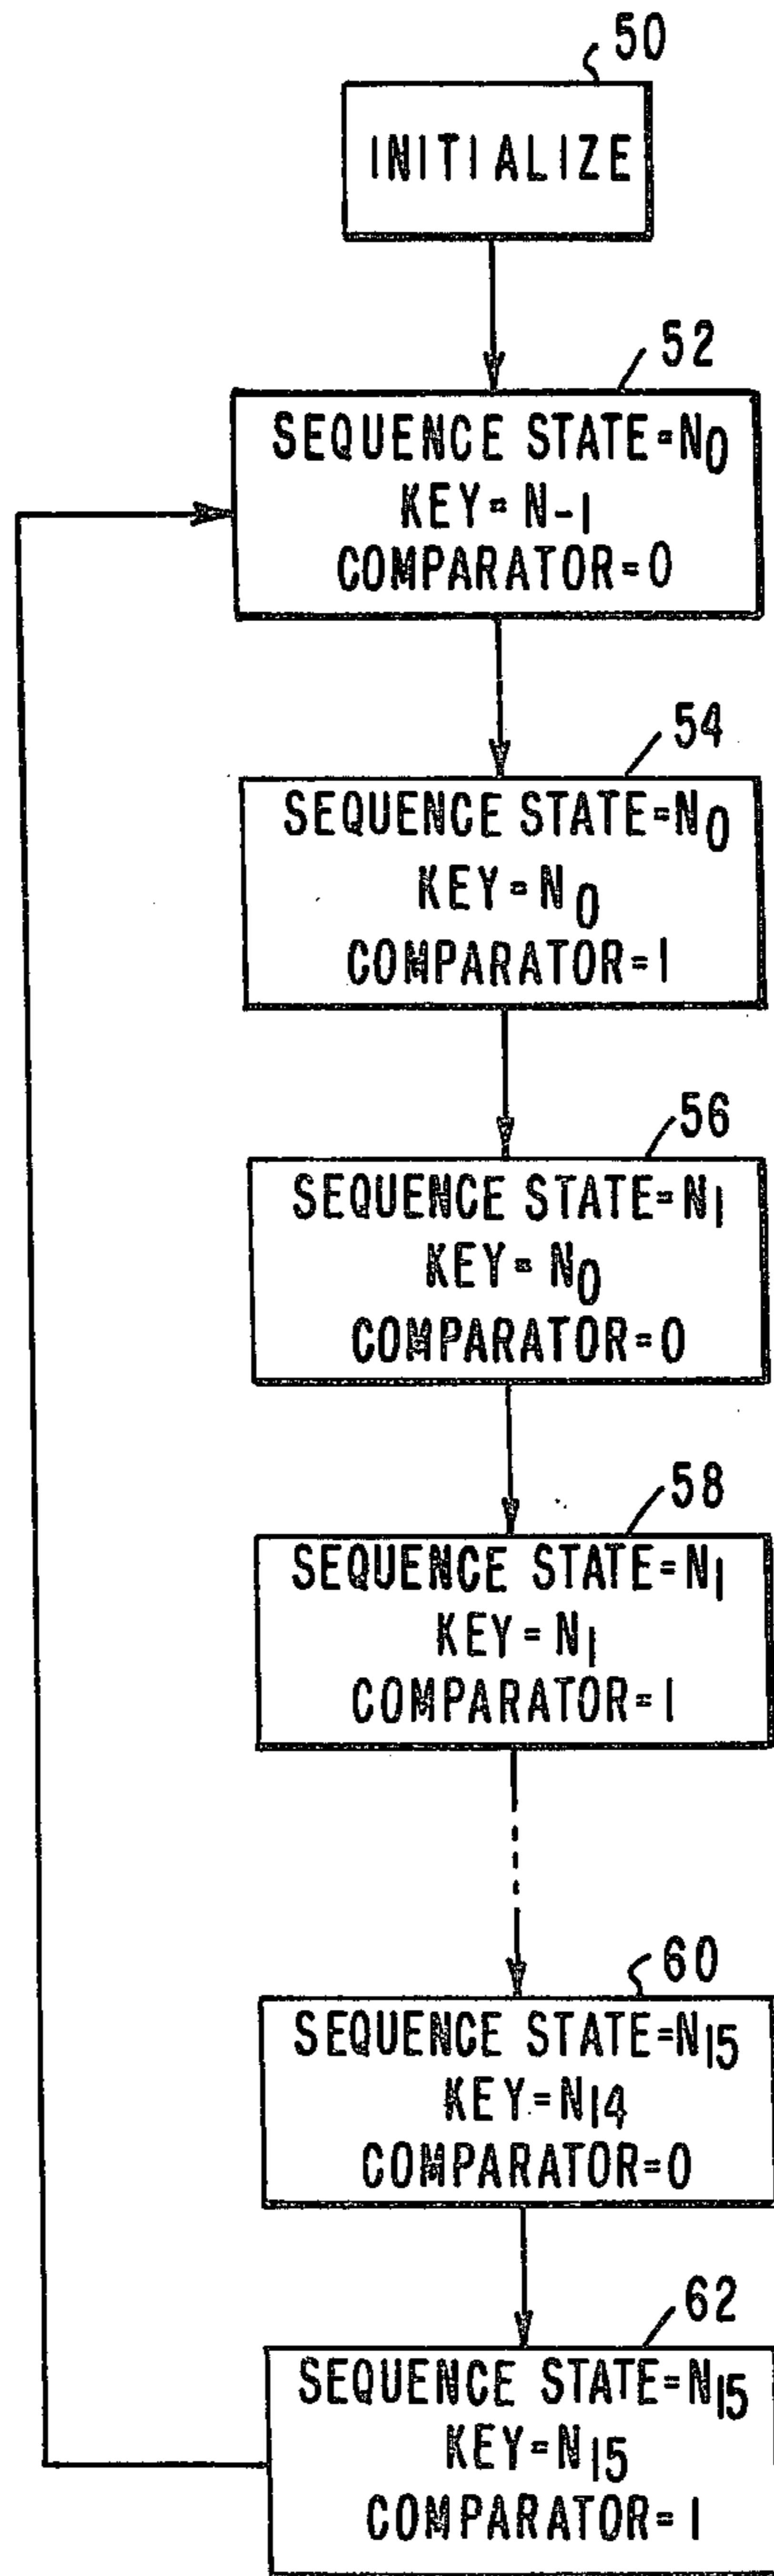 50
INITIALIZE
52
SEQUENCE STATE=N0
KEY=N-1
COMPARATOR=0
54
SEQUENCE STATE=N0
KEY=N0
COMPARATOR=1
56
SEQUENCE STATE=N1
KEY=N0
COMPARATOR=0
58
SEQUENCE STATE=N1
KEY=N1
COMPARATOR=1
60
SEQUENCE STATE=N15
KEY=N14
COMPARATOR=0
62
SEQUENCE STATE=N15
KEY=N15
COMPARATOR=1